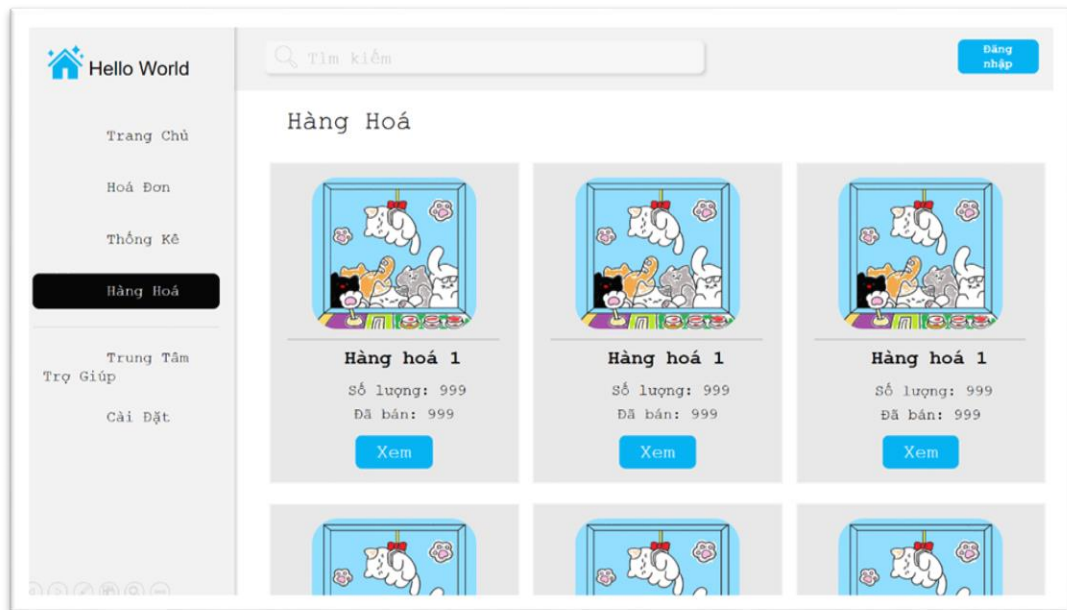 Hello World
Tìm kiếm
Đăng
nhập
Trang Chủ
Hoá Đơn
Thống Kê
Hàng Hoá
Trung Tâm
Trợ Giúp
Cài Đặt
Hàng Hoá
Hàng hoá 1
Số lượng: 999
Đã bán: 999
Xem
Hàng hoá 1
Số lượng: 999
Đã bán: 999
Xem
Hàng hoá 1
Số lượng: 999
Đã bán: 999
Xem